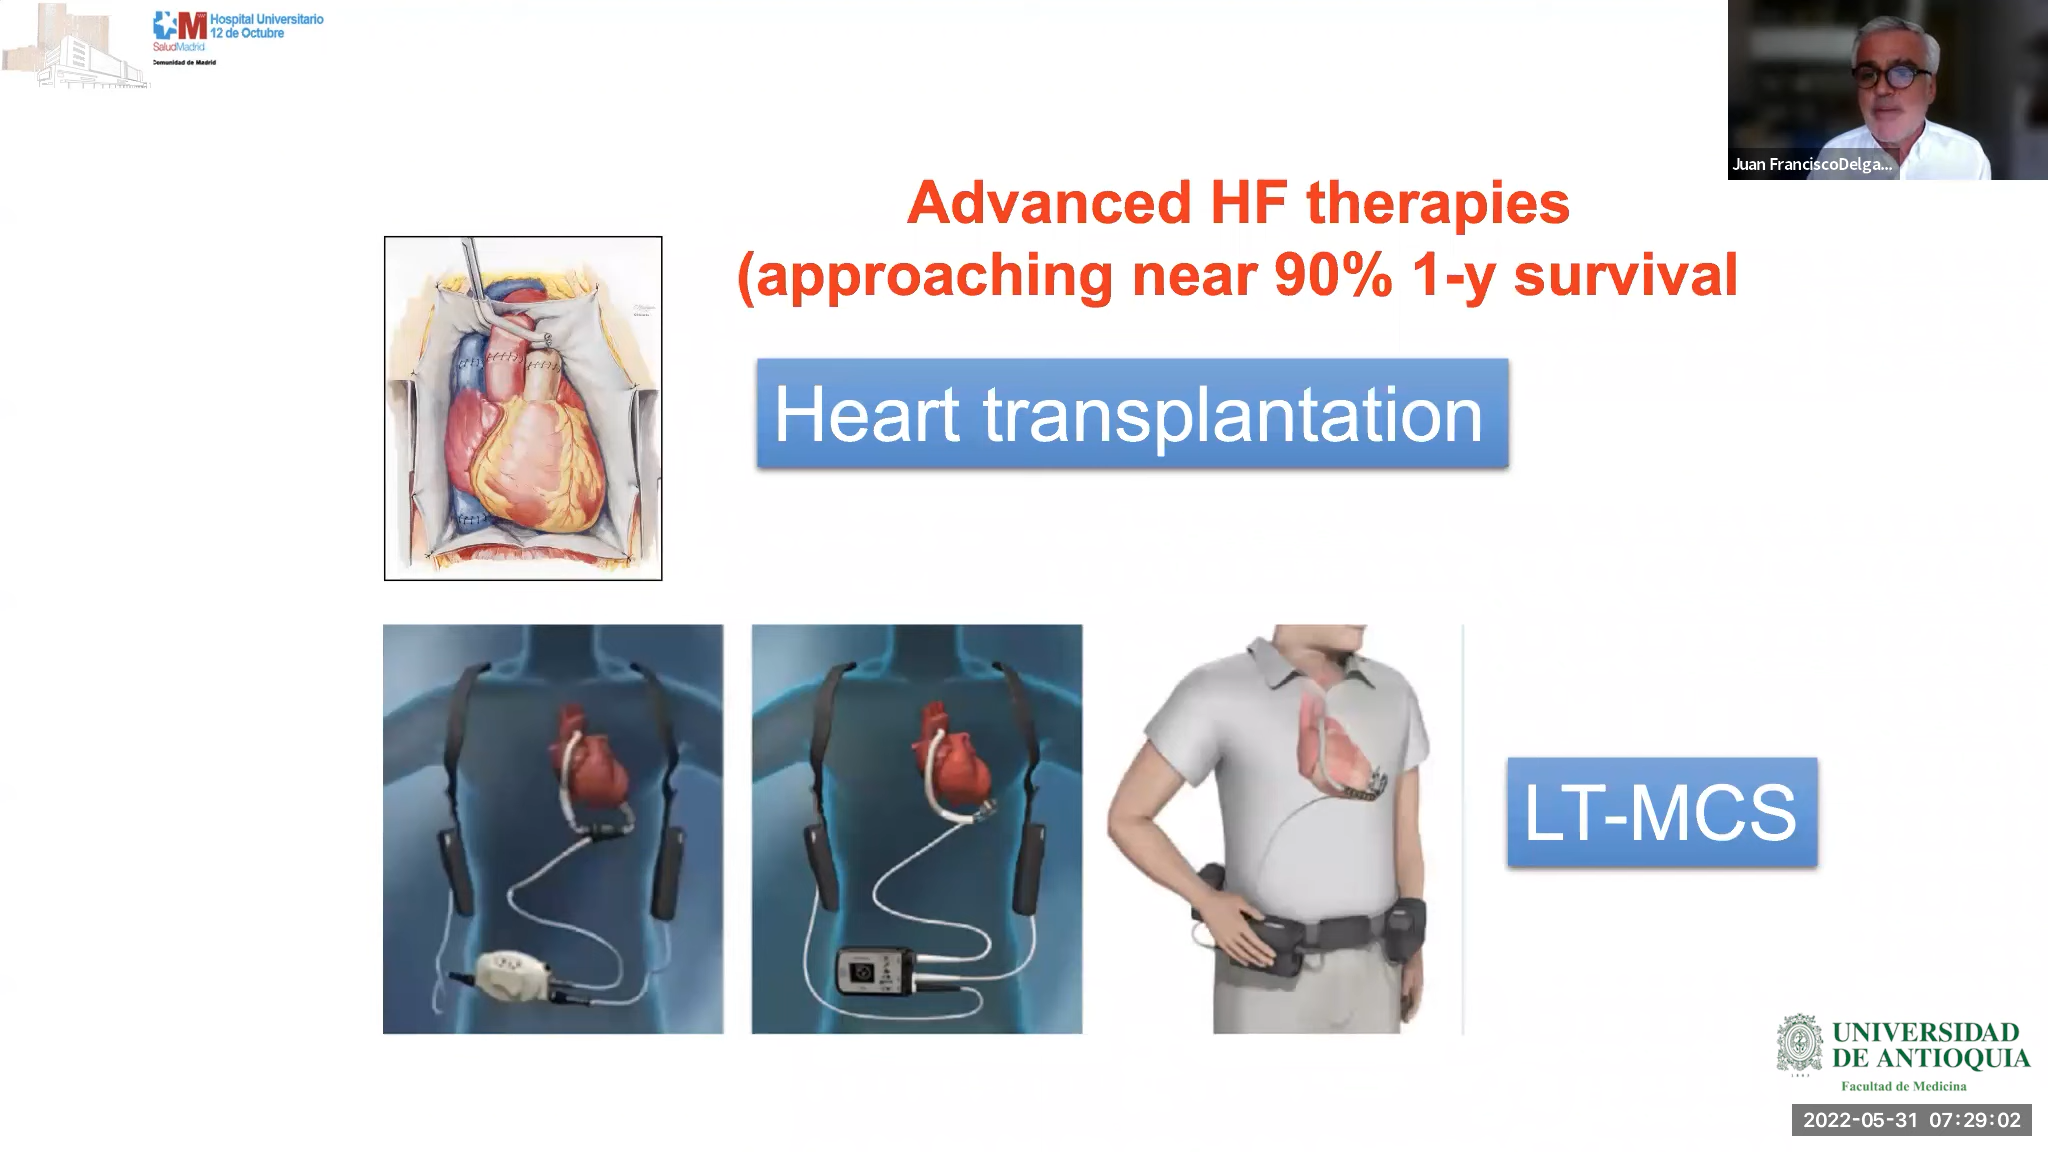 Hospital Universitario
12 de Octubre
SaludMadrid
Comunidad de Madrid
Juan FranciscoDelga...
Advanced HF therapies
(approaching near 90% 1-y survival
Heart transplantation
LT-MCS
UNIVERSIDAD
DE ANTIOQUIA
Facultad de Medicina
2022-05-31 07:29:02